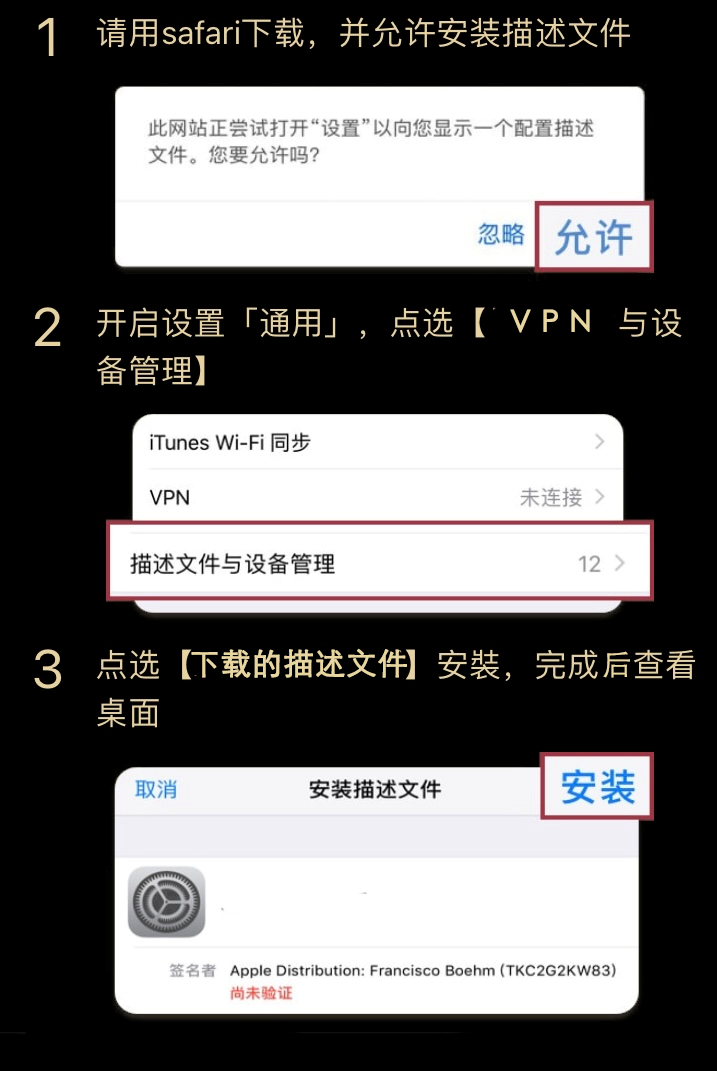 1 请用safari下载，并允许安装描述文件
此网站正尝试打开“设置”以向您显示一个配置描述
文件。您要允许吗?
忽略 允许
2 开启设置「通用」，点选【 VPN 与设
备管理】
iTunes Wi-Fi 同步
VPN 未连接
描述文件与设备管理 12
3 点选【下载的描述文件】安裝，完成后查看
桌面
取消 安装描述文件 安装
签名者 Apple Distribution: Francisco Boehm (TKC2G2KW83)
尚未验证